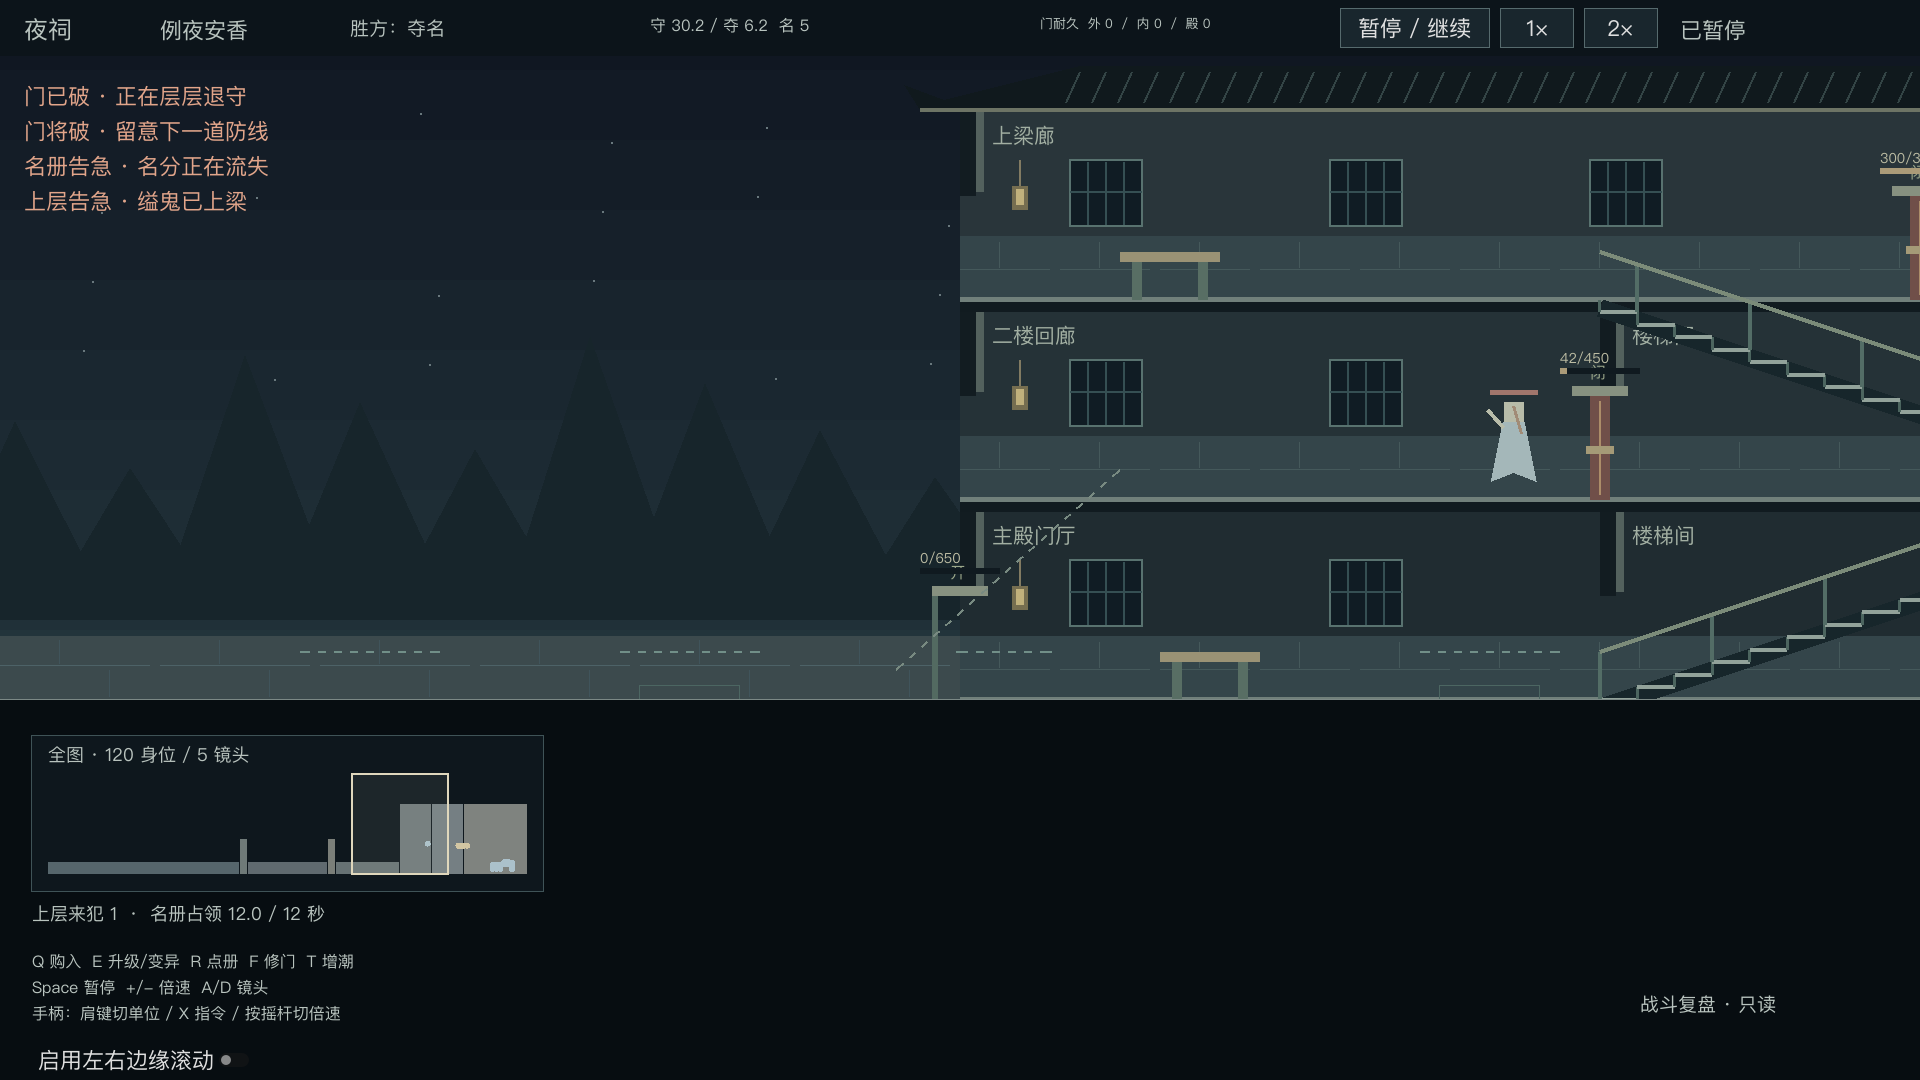 夜祠
例夜安香
胜方：夺名
守 30.2 / 夺 6.2 名 5
门耐久 外 0 / 内 0 / 殿 0
暂停 / 继续
1×
2×
已暂停
门已破 · 正在层层退守
门将破 · 留意下一道防线
名册告急 · 名分正在流失
上层告急 · 缢鬼已上梁
上梁廊
二楼回廊
42/450
闭
0/650
主殿门厅
楼梯间
全图 · 120 身位 / 5 镜头
上层来犯 1 · 名册占领 12.0 / 12 秒
Q 购入 E 升级/变异 R 点册 F 修门 T 增潮
Space 暂停 +/− 倍速 A/D 镜头
手柄：肩键切单位 / X 指令 / 按摇杆切倍速
启用左右边缘滚动
战斗复盘 · 只读